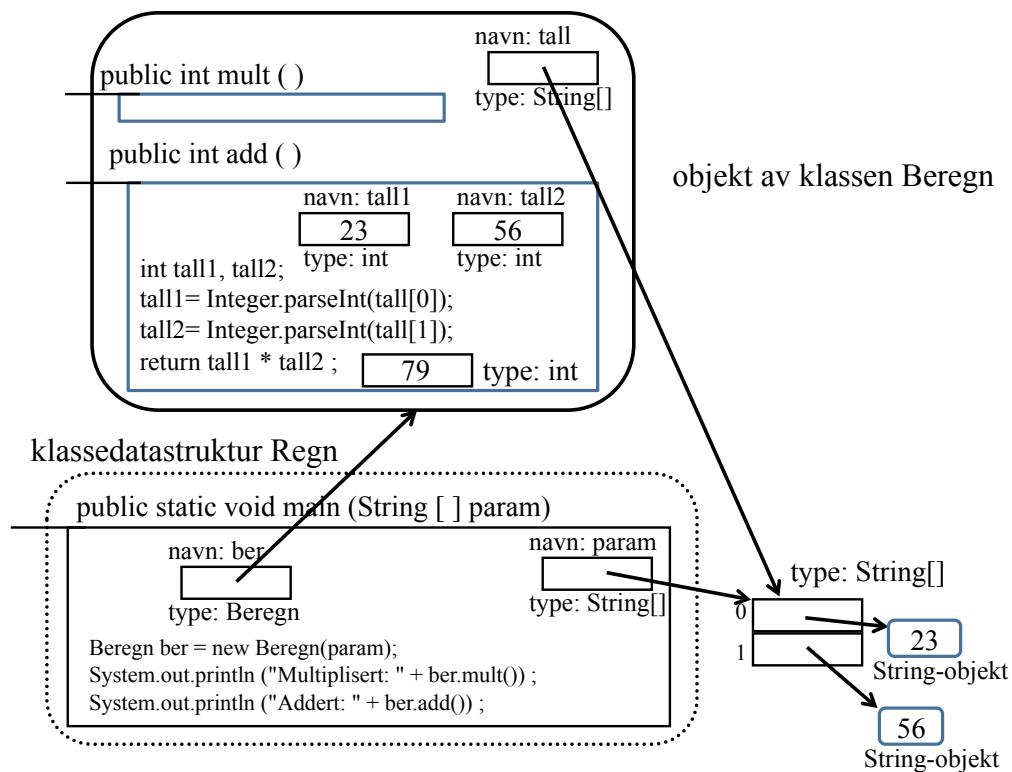 navn: tall
public int mult ( )
type: String[]
public int add ( )
objekt av klassen Beregn
navn: tall1
navn: tall2
23
56
type: int
type: int
int tall1, tall2;
tall1= Integer.parseInt(tall[0]);
tall2= Integer.parseInt(tall[1]);
return tall1 * tall2 ;
79
type: int
klassedatastruktur Regn
public static void main (String [ ] param)
navn: ber
navn: param
type: Beregn
type: String[]
type: String[]
0
1
23
String-objekt
Beregn ber = new Beregn(param);
System.out.println ("Multiplisert: " + ber.mult()) ;
System.out.println ("Addert: " + ber.add()) ;
56
String-objekt